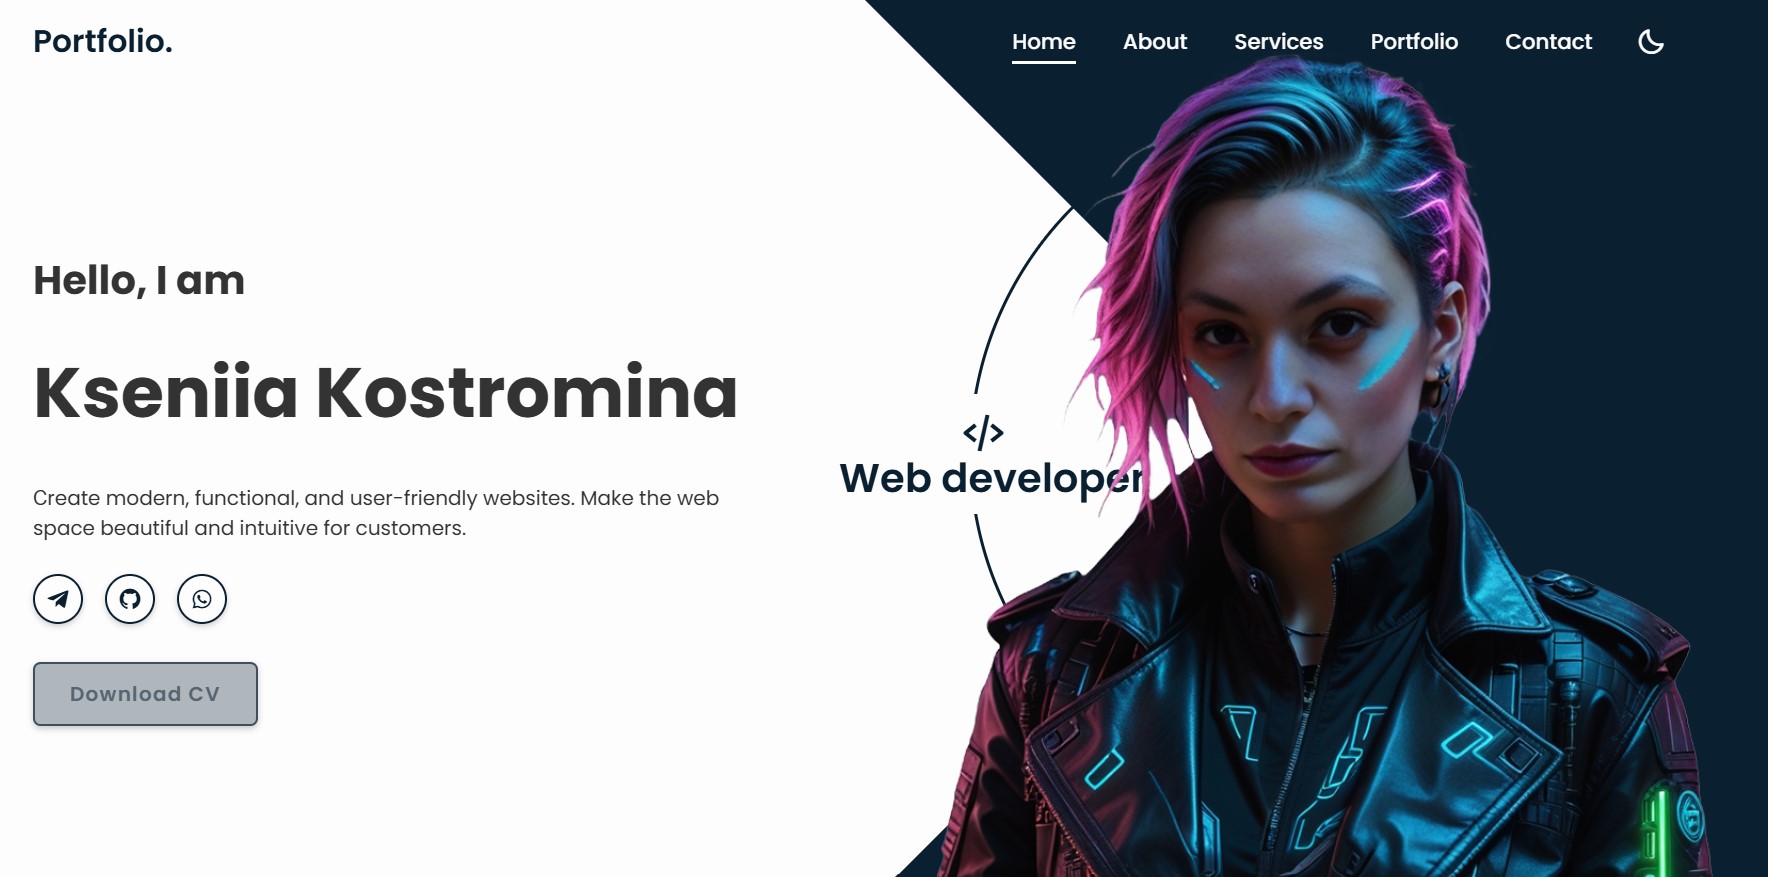 Portfolio.
Home About Services Portfolio Contact
Hello, I am
Kseniia Kostromina
Create modern, functional, and user-friendly websites. Make the web
space beautiful and intuitive for customers.
Download CV
</>
Web developer